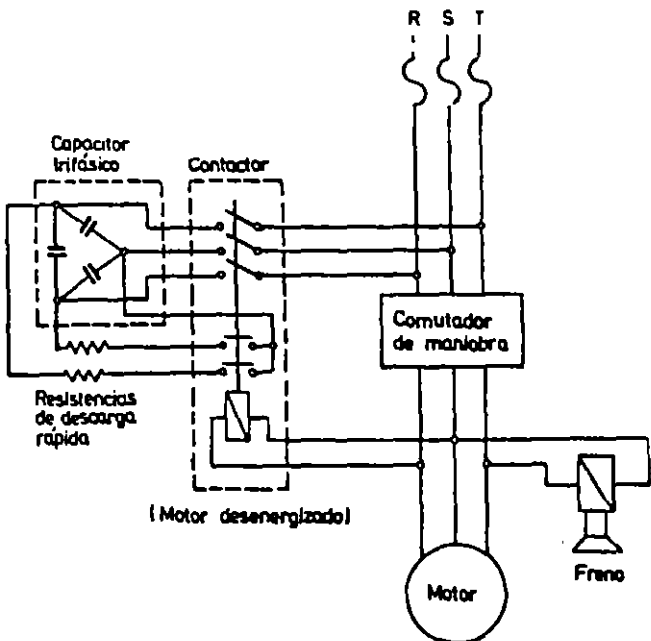 R S T
Capacitor
trifásico
Contactor
Comutador
de maniobra
Resistencias
de descarga
rápida
(Motor desenergizado)
Motor
Freno